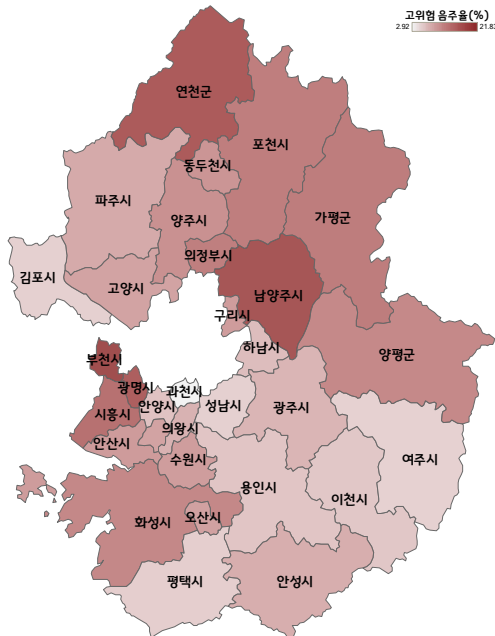 고위험 음주율(%)
2.92 21.83
연천군
포천시
동두천시
파주시
양주시
가평군
의정부시
김포시
고양시
남양주시
구리시
하남시
양평군
부천시
광명시
과천시
안양시
성남시
광주시
시흥시
의왕시
안산시
수원시
여주시
용인시
이천시
화성시
오산시
평택시
안성시